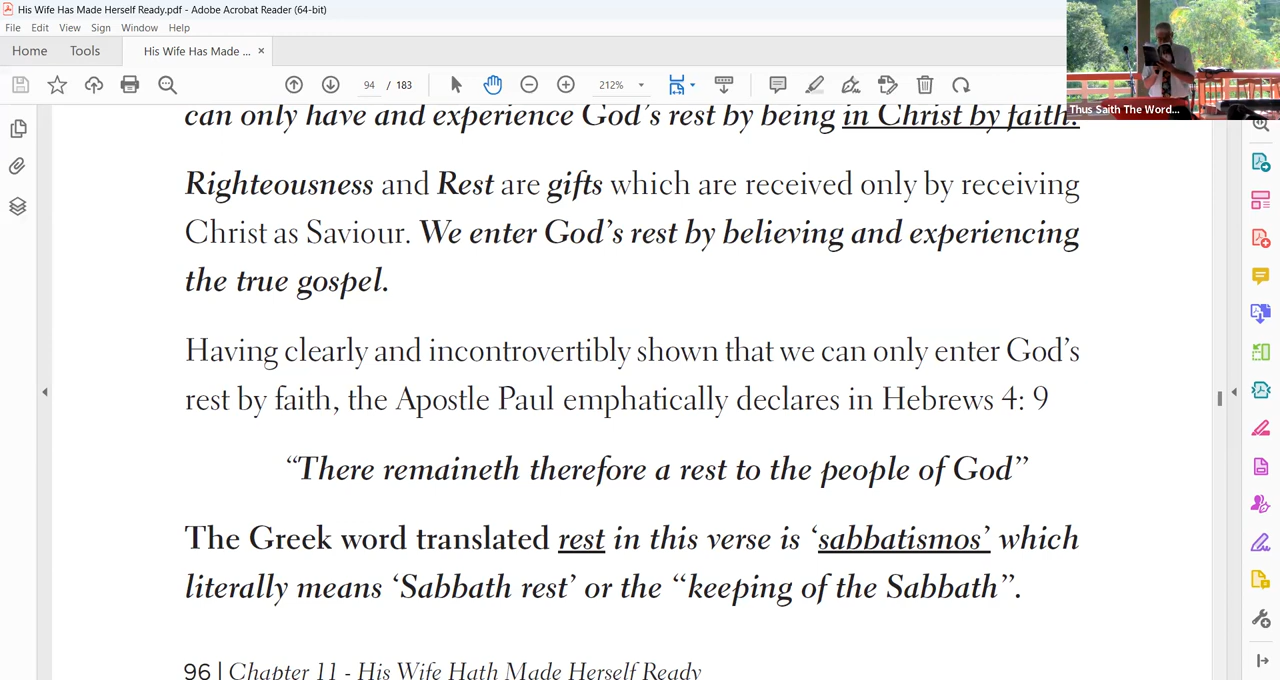 His Wife Has Made Herself Ready.pdf - Adobe Acrobat Reader (64-bit)
File Edit View Sign Window Help
Home Tools His Wife Has Made ... ×
94 / 183 212%
Thus Saith The Word...
can only have and experience God's rest by being in Christ by faith.
Righteousness and Rest are gifts which are received only by receiving
Christ as Saviour. We enter God's rest by believing and experiencing
the true gospel.
Having clearly and incontrovertibly shown that we can only enter God's
rest by faith, the Apostle Paul emphatically declares in Hebrews 4: 9
“There remaineth therefore a rest to the people of God”
The Greek word translated rest in this verse is ‘sabbatismos’ which
literally means ‘Sabbath rest’ or the “keeping of the Sabbath”.
96 | Chapter 11 - His Wife Hath Made Herself Ready